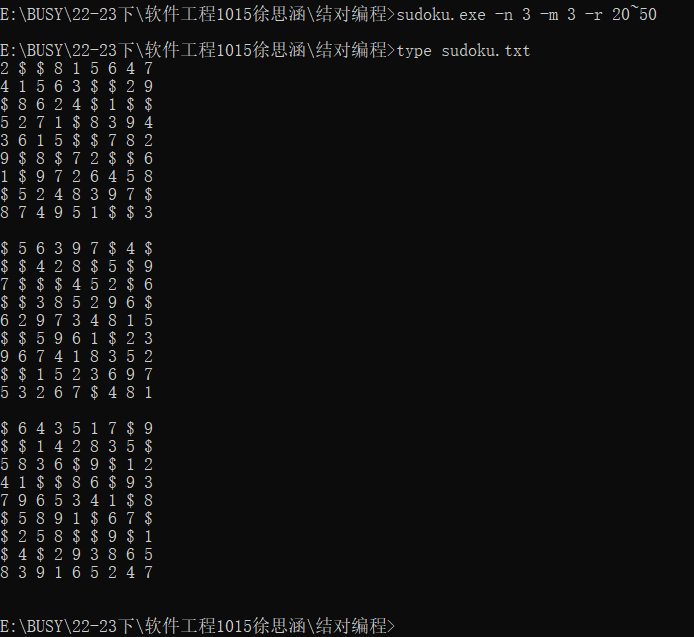 E:\BUSY\22-23下\软件工程1015徐思涵\结对编程>sudoku.exe -n 3 -m 3 -r 20~50
E:\BUSY\22-23下\软件工程1015徐思涵\结对编程>type sudoku.txt
2 $ $ 8 1 5 6 4 7
4 1 5 6 3 $ $ 2 9
$ 8 6 2 4 $ 1 $ $
5 2 7 1 $ 8 3 9 4
3 6 1 5 $ $ 7 8 2
9 $ 8 $ 7 2 $ $ 6
1 $ 9 7 2 6 4 5 8
$ 5 2 4 8 3 9 7 $
8 7 4 9 5 1 $ $ 3
$ 5 6 3 9 7 $ 4 $
$ $ 4 2 8 $ 5 $ 9
7 $ $ $ 4 5 2 $ 6
$ $ 3 8 5 2 9 6 $
6 2 9 7 3 4 8 1 5
$ $ 5 9 6 1 $ 2 3
9 6 7 4 1 8 3 5 2
$ $ 1 5 2 3 6 9 7
5 3 2 6 7 $ 4 8 1
$ 6 4 3 5 1 7 $ 9
$ $ 1 4 2 8 3 5 $
5 8 3 6 $ 9 $ 1 2
4 1 $ $ 8 6 $ 9 3
7 9 6 5 3 4 1 $ 8
$ 5 8 9 1 $ 6 7 $
$ 2 5 8 $ $ 9 $ 1
$ 4 $ 2 9 3 8 6 5
8 3 9 1 6 5 2 4 7
E:\BUSY\22-23下\软件工程1015徐思涵\结对编程>